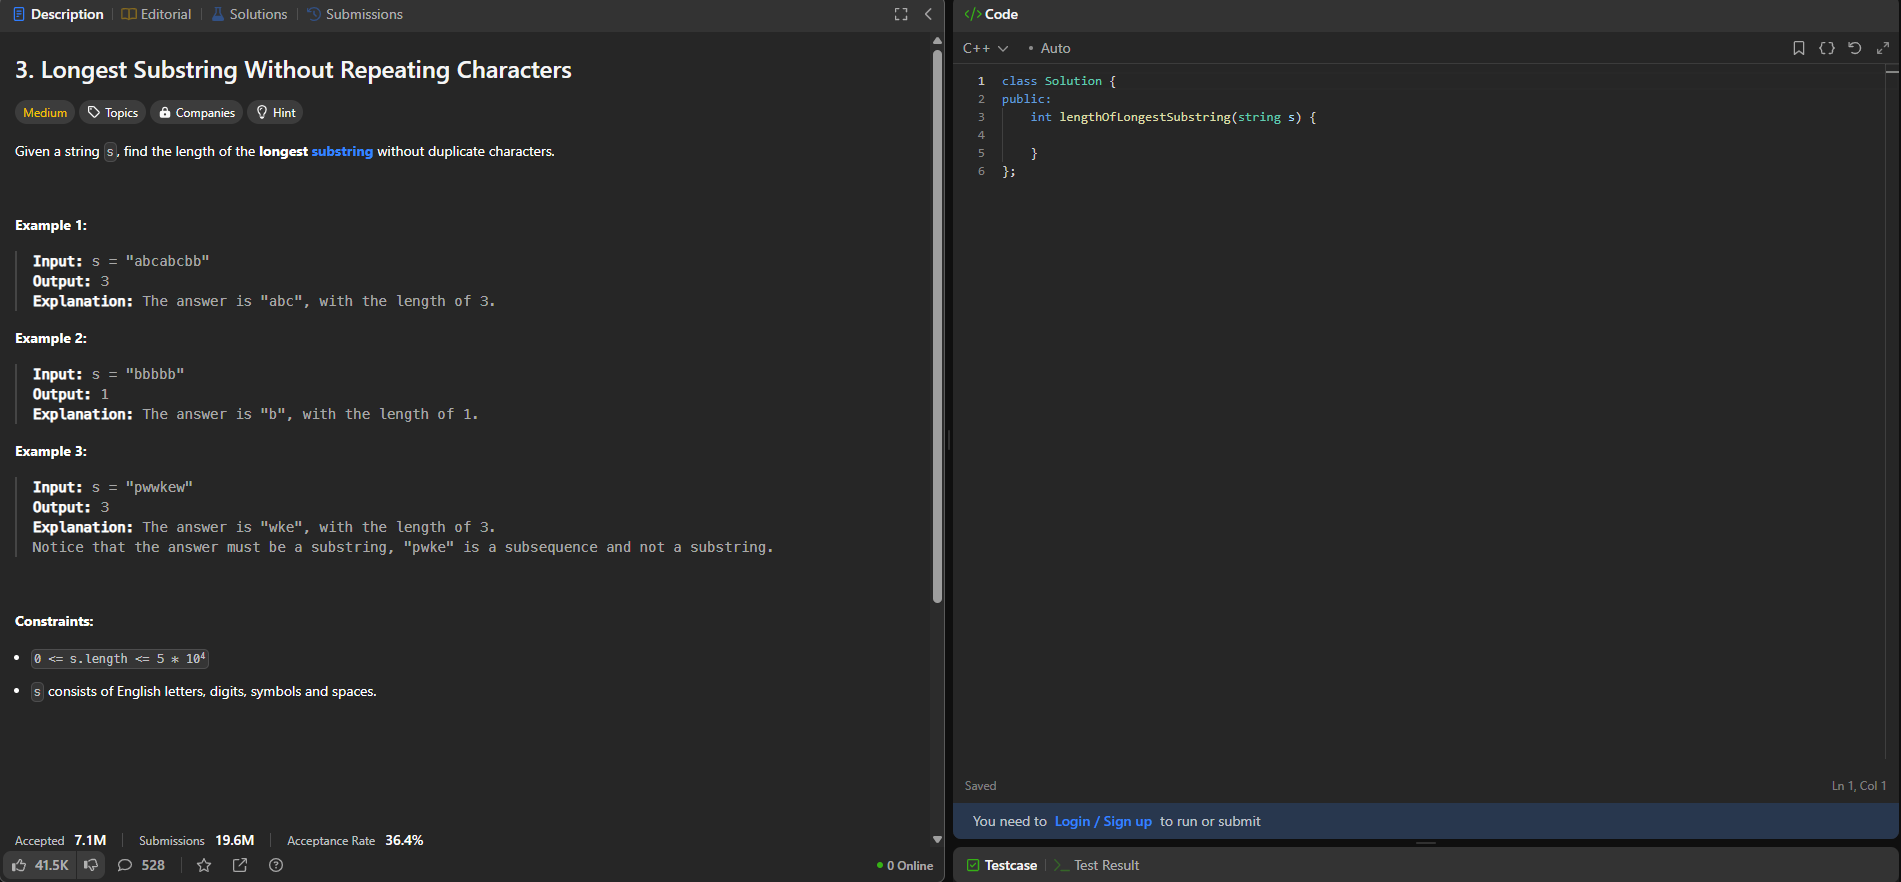 Description Editorial Solutions Submissions
3. Longest Substring Without Repeating Characters
Medium Topics Companies Hint
Given a string s, find the length of the longest substring without duplicate characters.
Example 1:
Input: s = "abcabcbb"
Output: 3
Explanation: The answer is "abc", with the length of 3.
Example 2:
Input: s = "bbbbb"
Output: 1
Explanation: The answer is "b", with the length of 1.
Example 3:
Input: s = "pwwkew"
Output: 3
Explanation: The answer is "wke", with the length of 3.
Notice that the answer must be a substring, "pwke" is a subsequence and not a substring.
Constraints:
• 0 <= s.length <= 5 * 10⁴
• s consists of English letters, digits, symbols and spaces.
Accepted 7.1M Submissions 19.6M Acceptance Rate 36.4%
41.5K 528 0 Online
</> Code
C++ • Auto
1 class Solution {
2 public:
3 int lengthOfLongestSubstring(string s) {
4
5 }
6 };
Saved Ln 1, Col 1
You need to Login / Sign up to run or submit
Testcase >_ Test Result